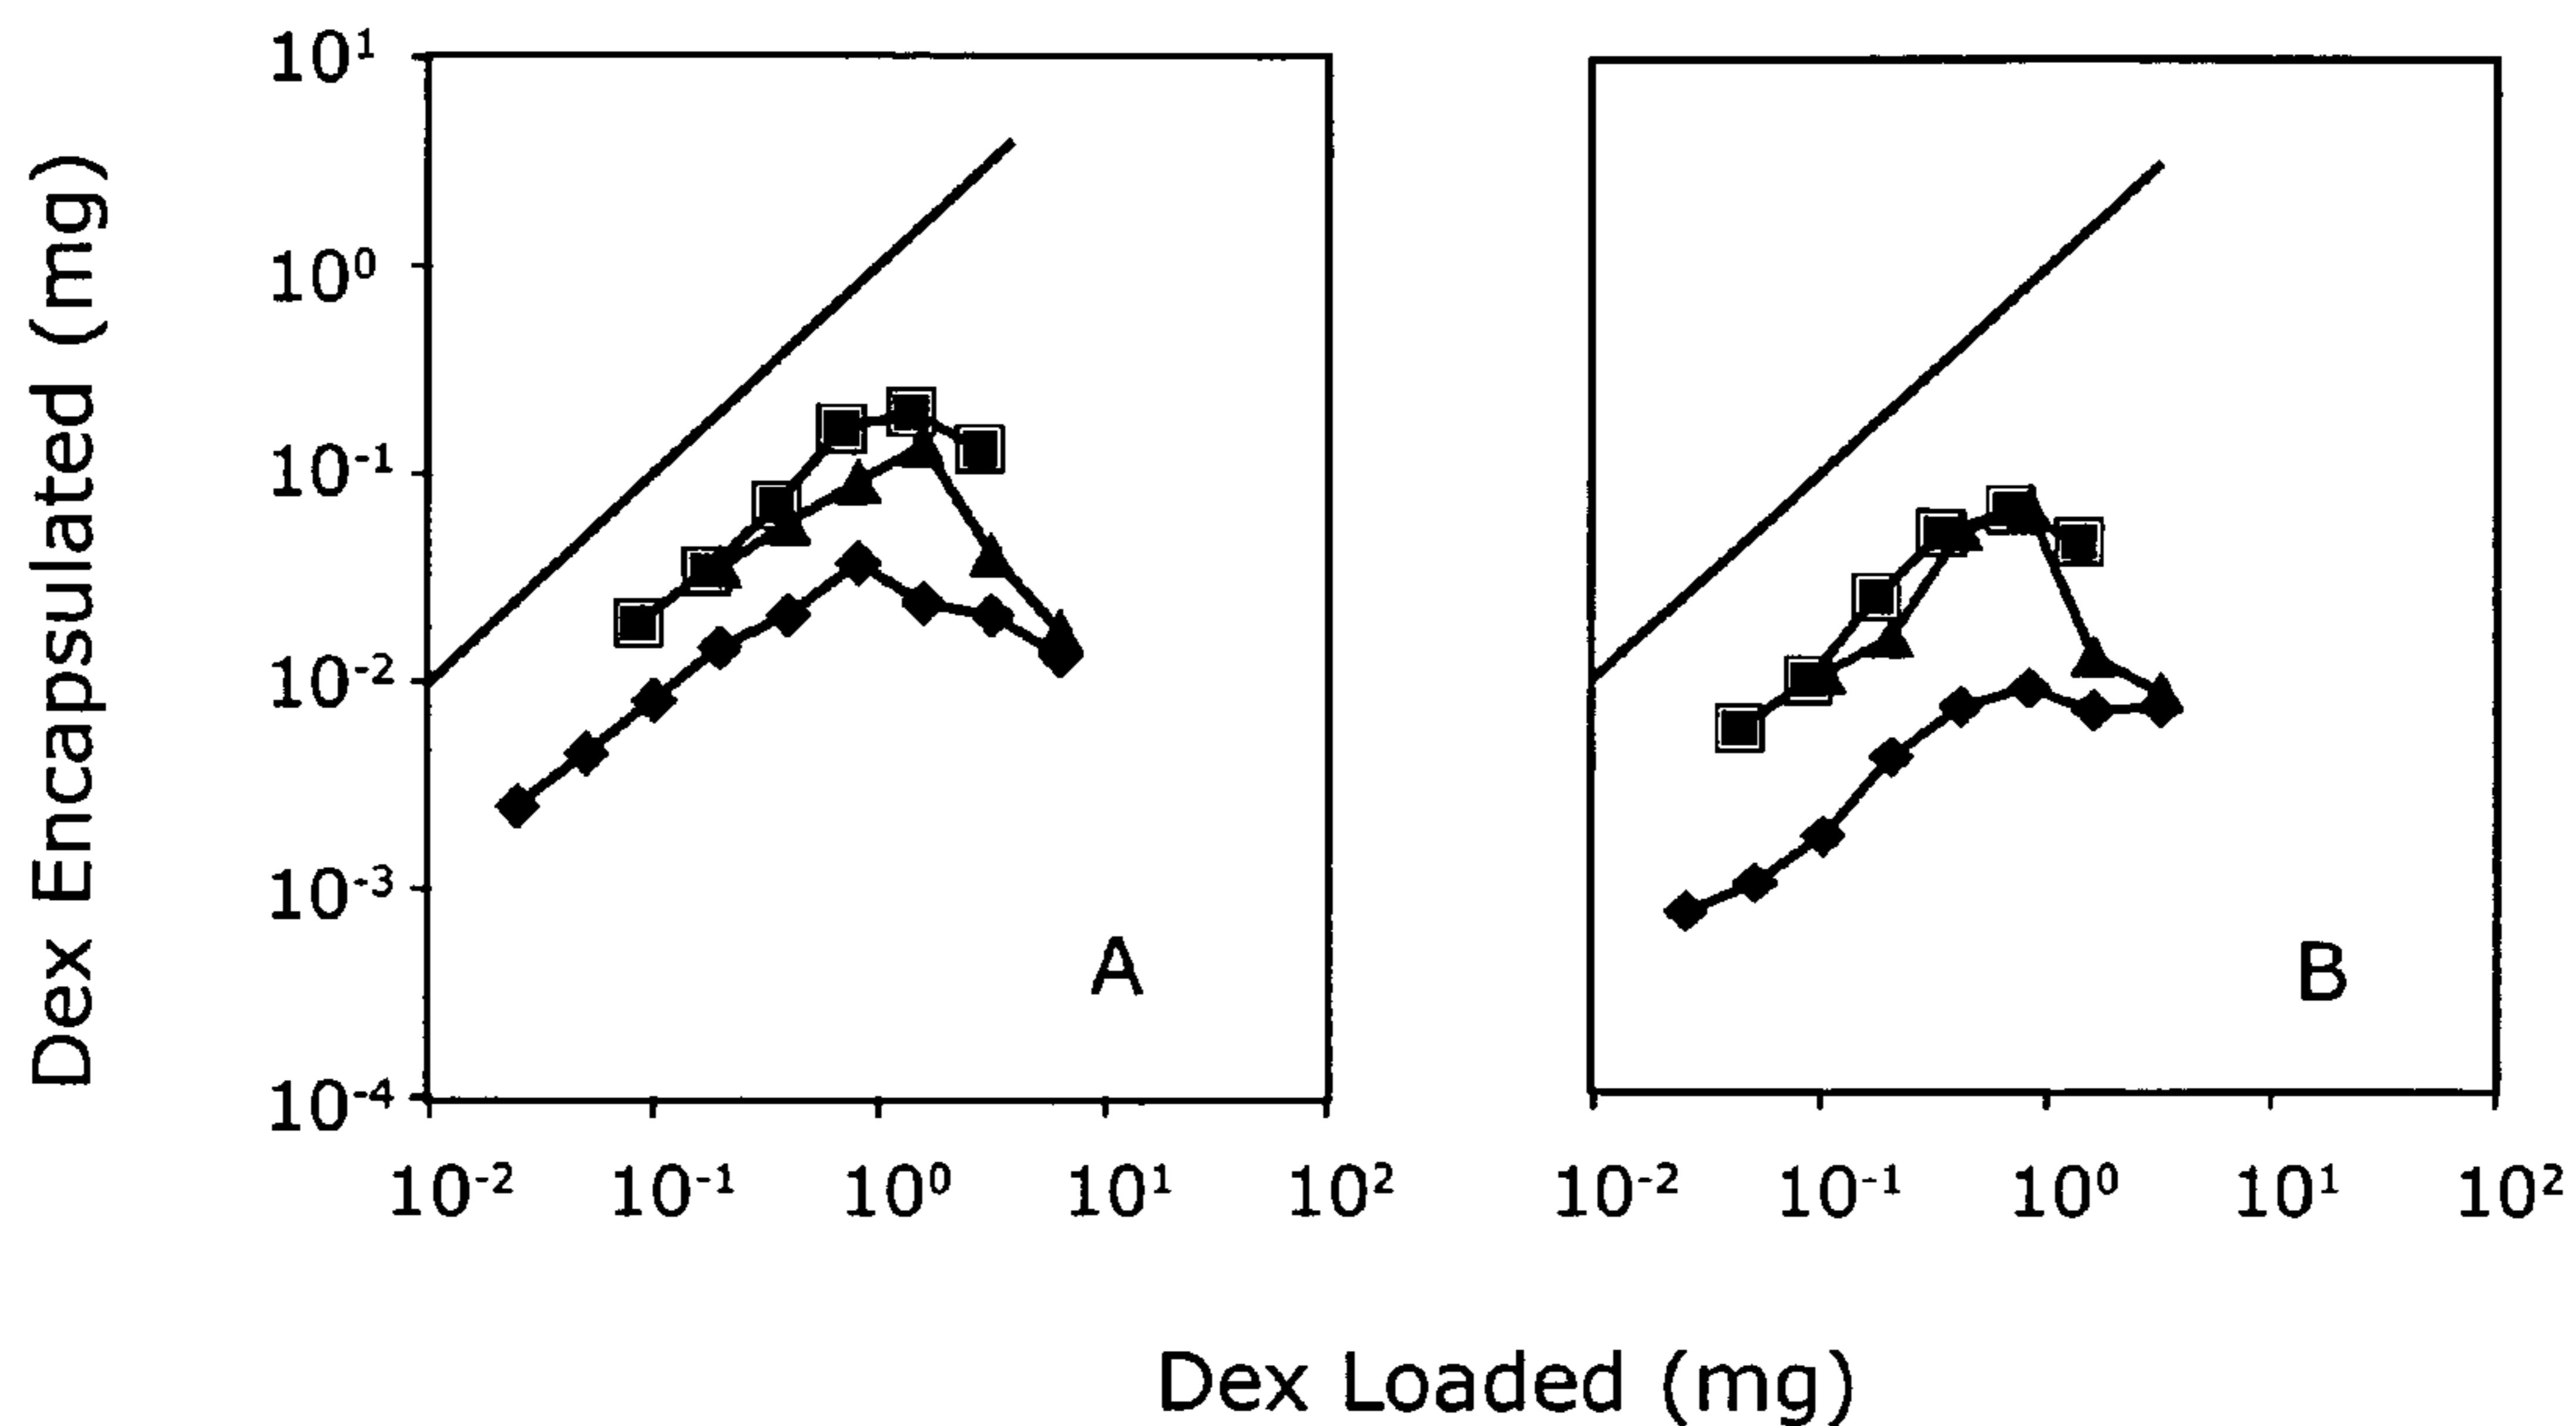 Dex Encapsulated (mg)
10¹
10⁰
10⁻¹
10⁻²
10⁻³
10⁻⁴
A
B
10⁻² 10⁻¹ 10⁰ 10¹ 10² 10⁻² 10⁻¹ 10⁰ 10¹ 10²
Dex Loaded (mg)